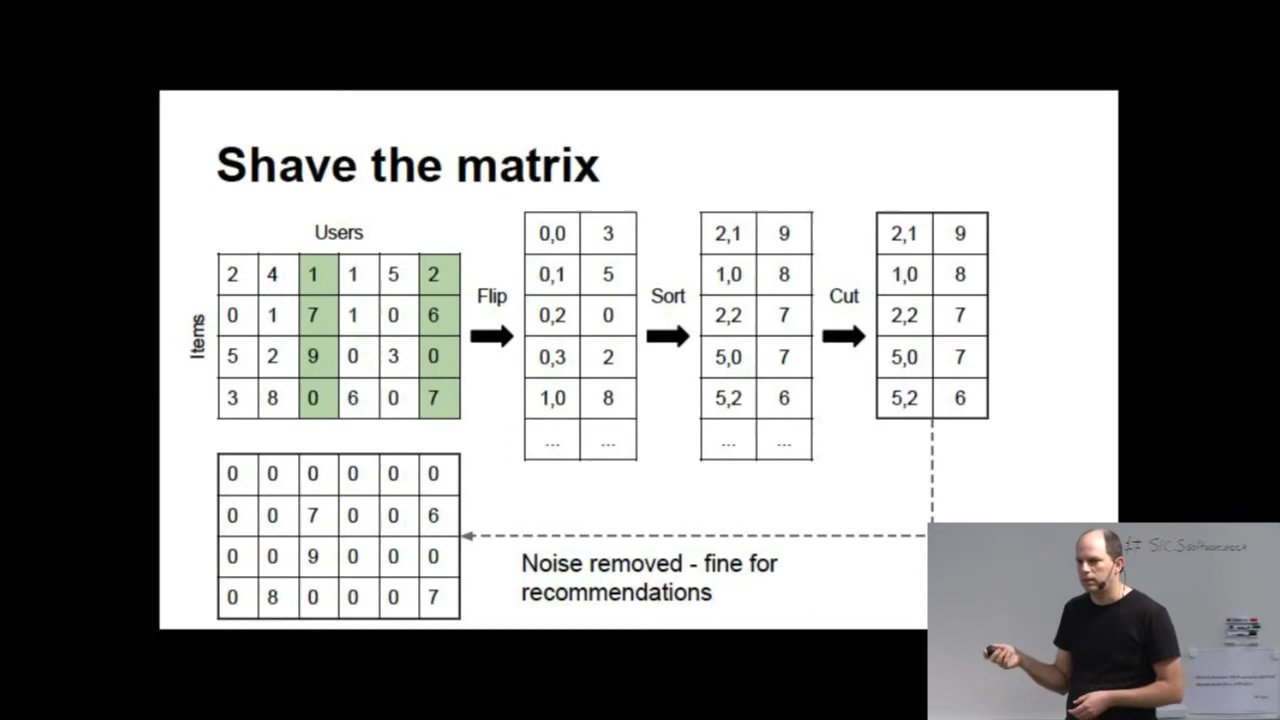 Shave the matrix
Users
Items
2 4 1 1 5 2
0 1 7 1 0 6
5 2 9 0 3 0
3 8 0 6 0 7
Flip
0,0 3
0,1 5
0,2 0
0,3 2
1,0 8
... ...
Sort
2,1 9
1,0 8
2,2 7
5,0 7
5,2 6
... ...
Cut
2,1 9
1,0 8
2,2 7
5,0 7
5,2 6
0 0 0 0 0 0
0 0 7 0 0 6
0 0 9 0 0 0
0 8 0 0 0 7
Noise removed - fine for
recommendations